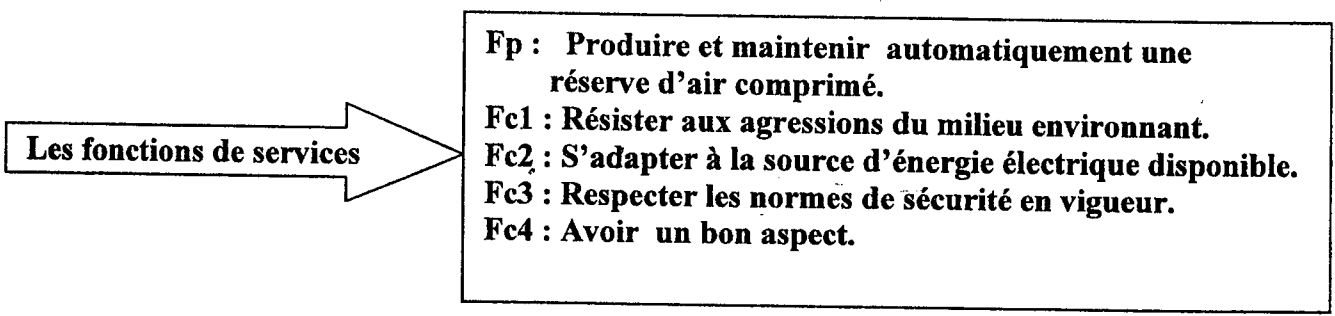 Les fonctions de services
Fp : Produire et maintenir automatiquement une
réserve d'air comprimé.
Fc1 : Résister aux agressions du milieu environnant.
Fc2 : S'adapter à la source d'énergie électrique disponible.
Fc3 : Respecter les normes de sécurité en vigueur.
Fc4 : Avoir un bon aspect.